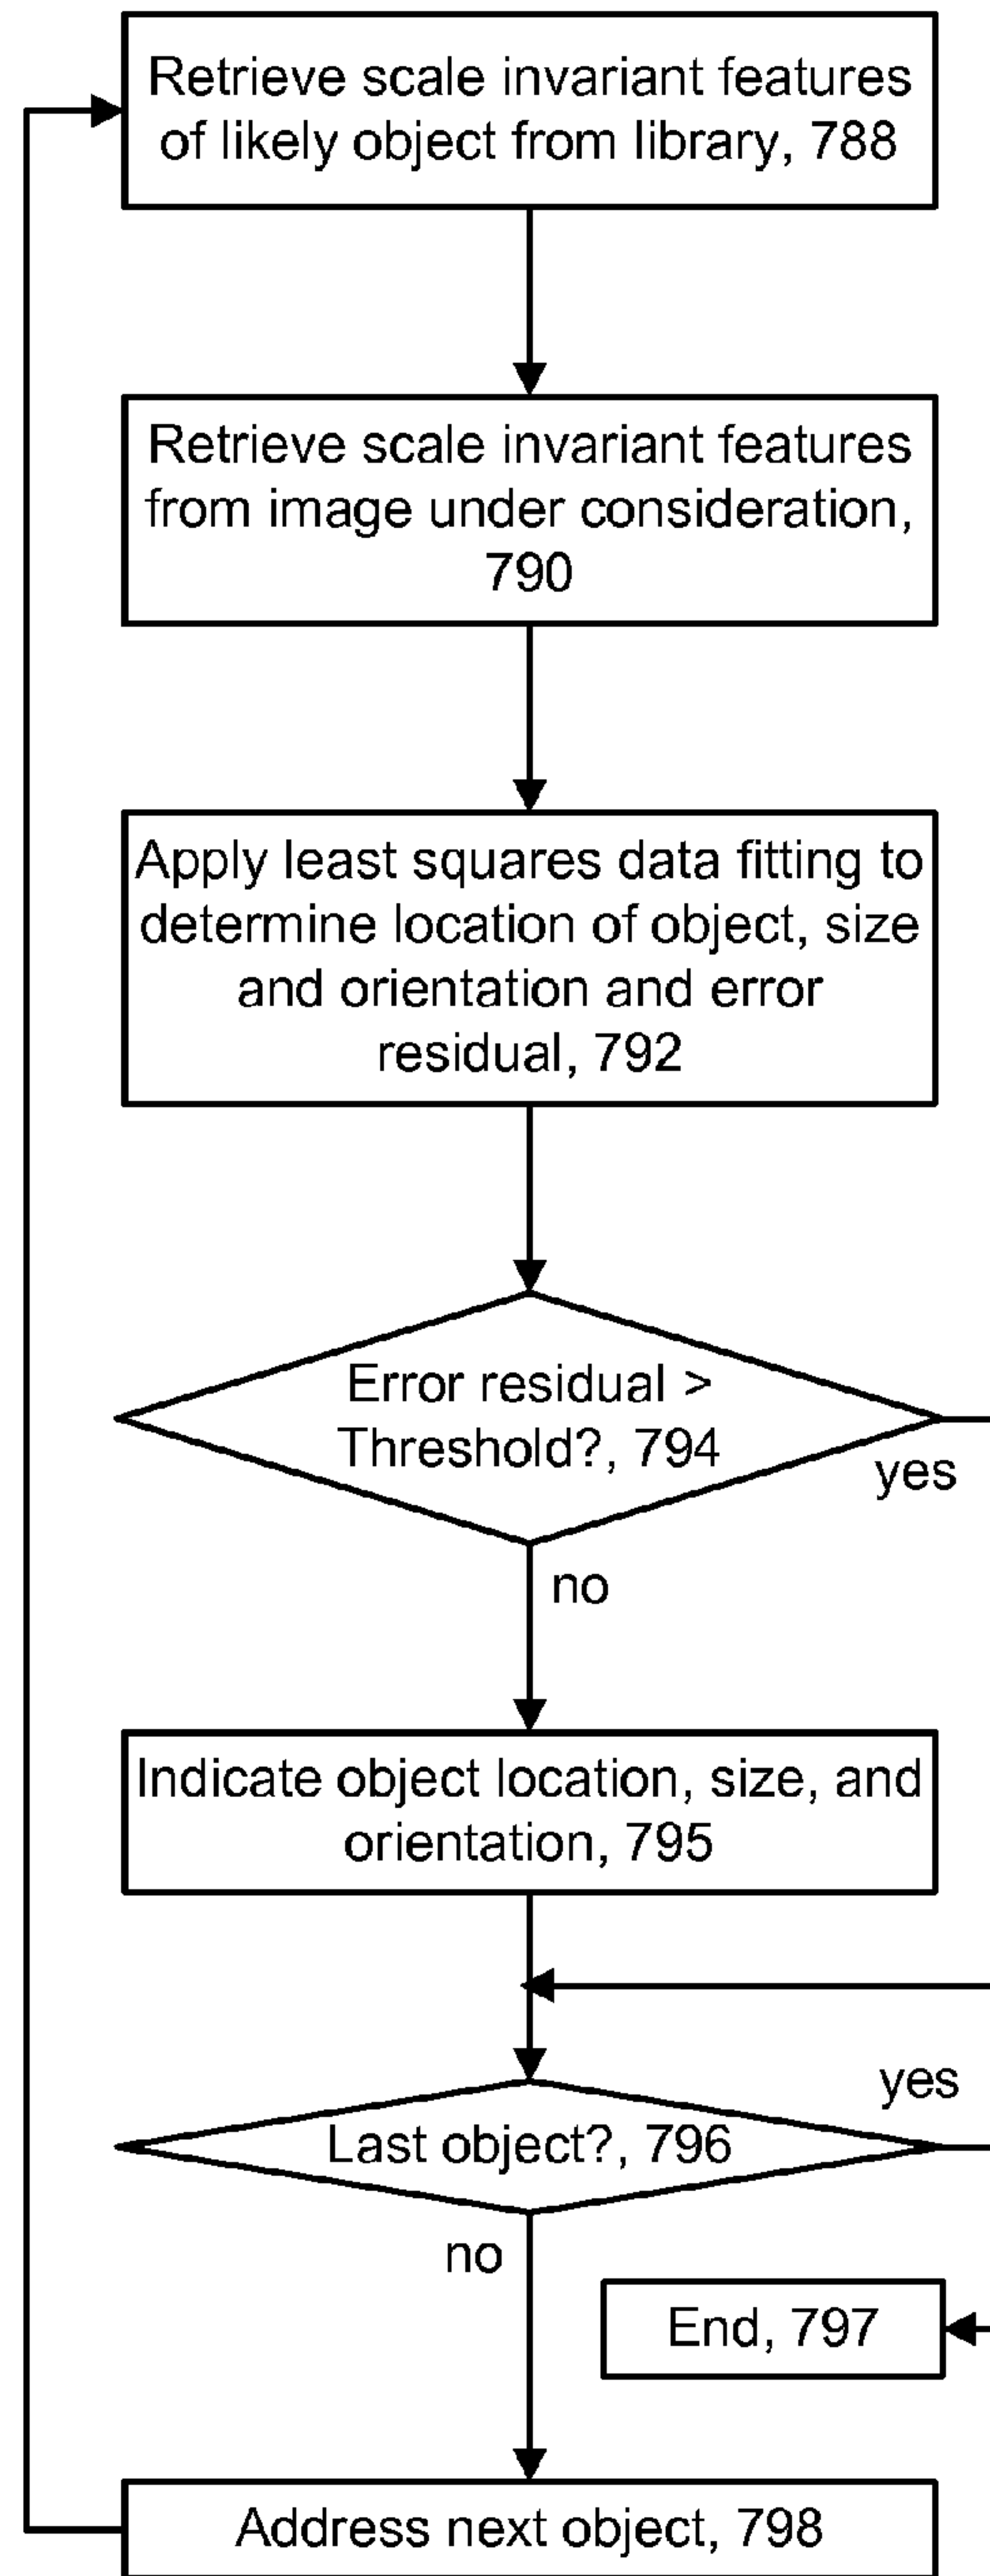 Retrieve scale invariant features
of likely object from library, 788
Retrieve scale invariant features
from image under consideration,
790
Apply least squares data fitting to
determine location of object, size
and orientation and error
residual, 792
Error residual >
Threshold?, 794
yes
no
Indicate object location, size, and
orientation, 795
yes
Last object?, 796
no
End, 797
Address next object, 798